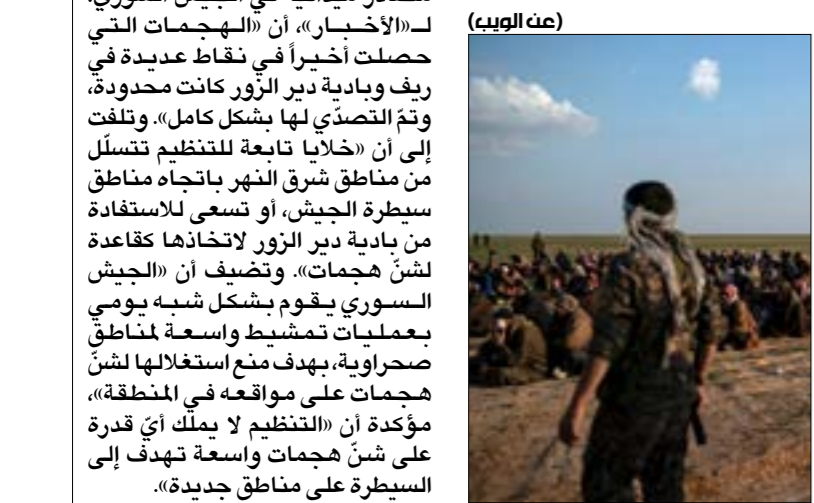 (عن الويب)
لـ«الأخبار»، أن «الهجمات التي
حصلت أخيراً في نقاط عديدة في
ريف وبادية دير الزور كانت محدودة،
وتمّ التصدّي لها بشكل كامل». وتلفت
إلى أن «خلايا تابعة للتنظيم تتسلّل
من مناطق شرق النهر باتجاه مناطق
سيطرة الجيش، أو تسعى للاستفادة
من بادية دير الزور لاتخاذها كقاعدة
لشنّ هجمات». وتضيف أن «الجيش
السوري يقوم بشكل شبه يومي
بعمليات تمشيط واسعة لمناطق
صحراوية، بهدف منع استغلالها لشنّ
هجمات على مواقعه في المنطقة»،
مؤكدة أن «التنظيم لا يملك أيّ قدرة
على شنّ هجمات واسعة تهدف إلى
السيطرة على مناطق جديدة».